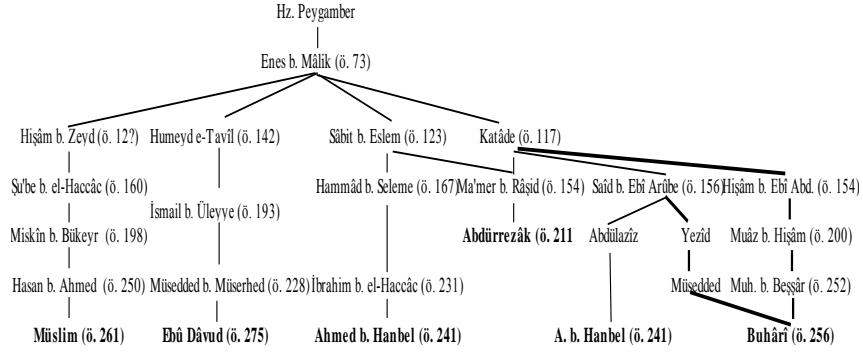 Hz. Peygamber
Enes b. Mâlik (ö. 73)
Hişâm b. Zeyd (ö. 12?) Humeyd e-Tavîl (ö. 142) Sâbit b. Eslem (ö. 123) Katâde (ö. 117)
Şu'be b. el-Haccâc (ö. 160) Hammâd b. Seleme (ö. 167) Ma'mer b. Râşid (ö. 154) Saîd b. Ebî Arûbe (ö. 156) Hişâm b. Ebî Abd. (ö. 154)
İsmail b. Üleyye (ö. 193)
Miskîn b. Bükeyr (ö. 198) Abdürrezâk (ö. 211 Abdülazîz Yezîd Muâz b. Hişâm (ö. 200)
Hasan b. Ahmed (ö. 250) Müsedded b. Müserhed (ö. 228) İbrahim b. el-Haccâc (ö. 231) Müsedded Muh. b. Beşşâr (ö. 252)
Müslim (ö. 261) Ebû Dâvud (ö. 275) Ahmed b. Hanbel (ö. 241) A. b. Hanbel (ö. 241) Buhârî (ö. 256)